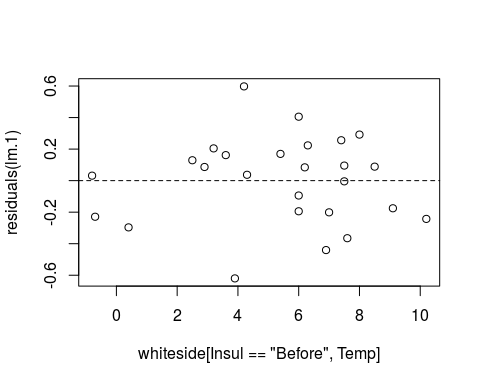 residuals(lm.1)
0.6
0.2
-0.2
-0.6
0 2 4 6 8 10
whiteside[Insul == "Before", Temp]